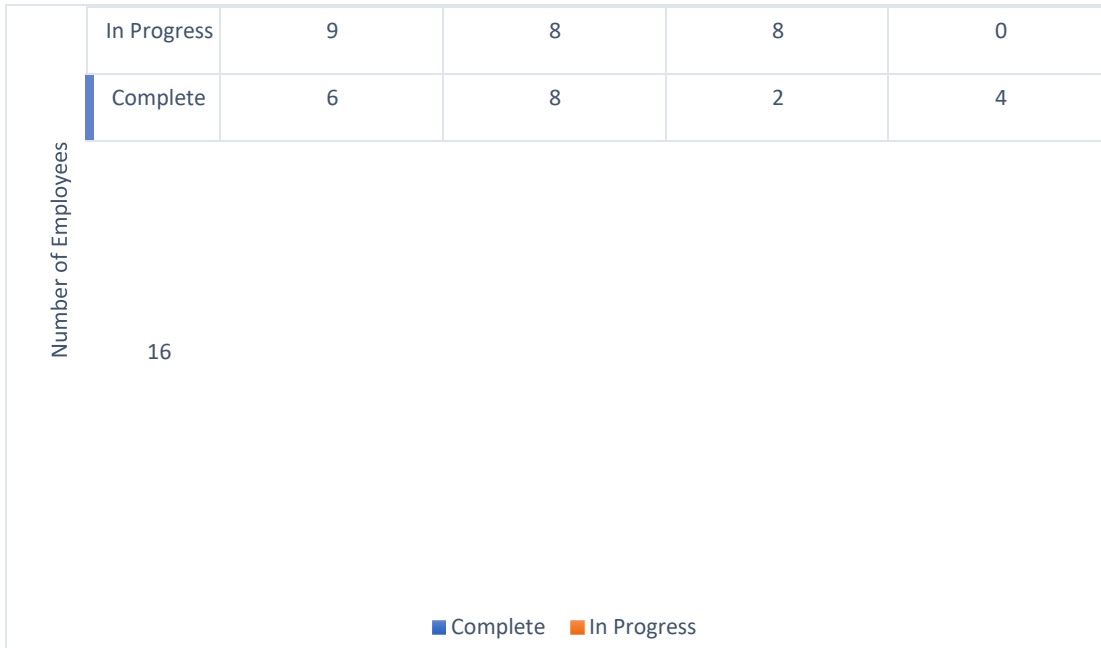 In Progress 9 8 8 0
Complete 6 8 2 4
Number of Employees
16
Complete In Progress